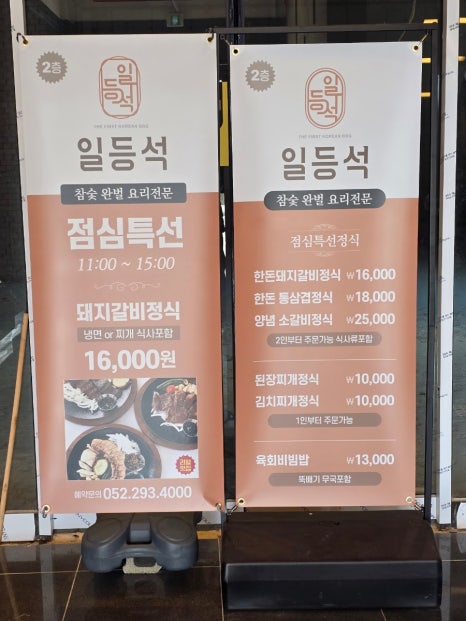 2층
일등석
THE FIRST KOREAN BBQ
일등석
참숯 완벌 요리전문
점심특선
11:00 ~ 15:00
돼지갈비정식
냉면 or 찌개 식사포함
16,000원
예약문의 052.293.4000
2층
일등석
THE FIRST KOREAN BBQ
일등석
참숯 완벌 요리전문
점심특선정식
한돈돼지갈비정식 ₩16,000
한돈 통삼겹정식 ₩18,000
양념 소갈비정식 ₩25,000
2인부터 주문가능 식사류포함
된장찌개정식 ₩10,000
김치찌개정식 ₩10,000
1인부터 주문가능
육회비빔밥 ₩13,000
뚝배기 무국포함